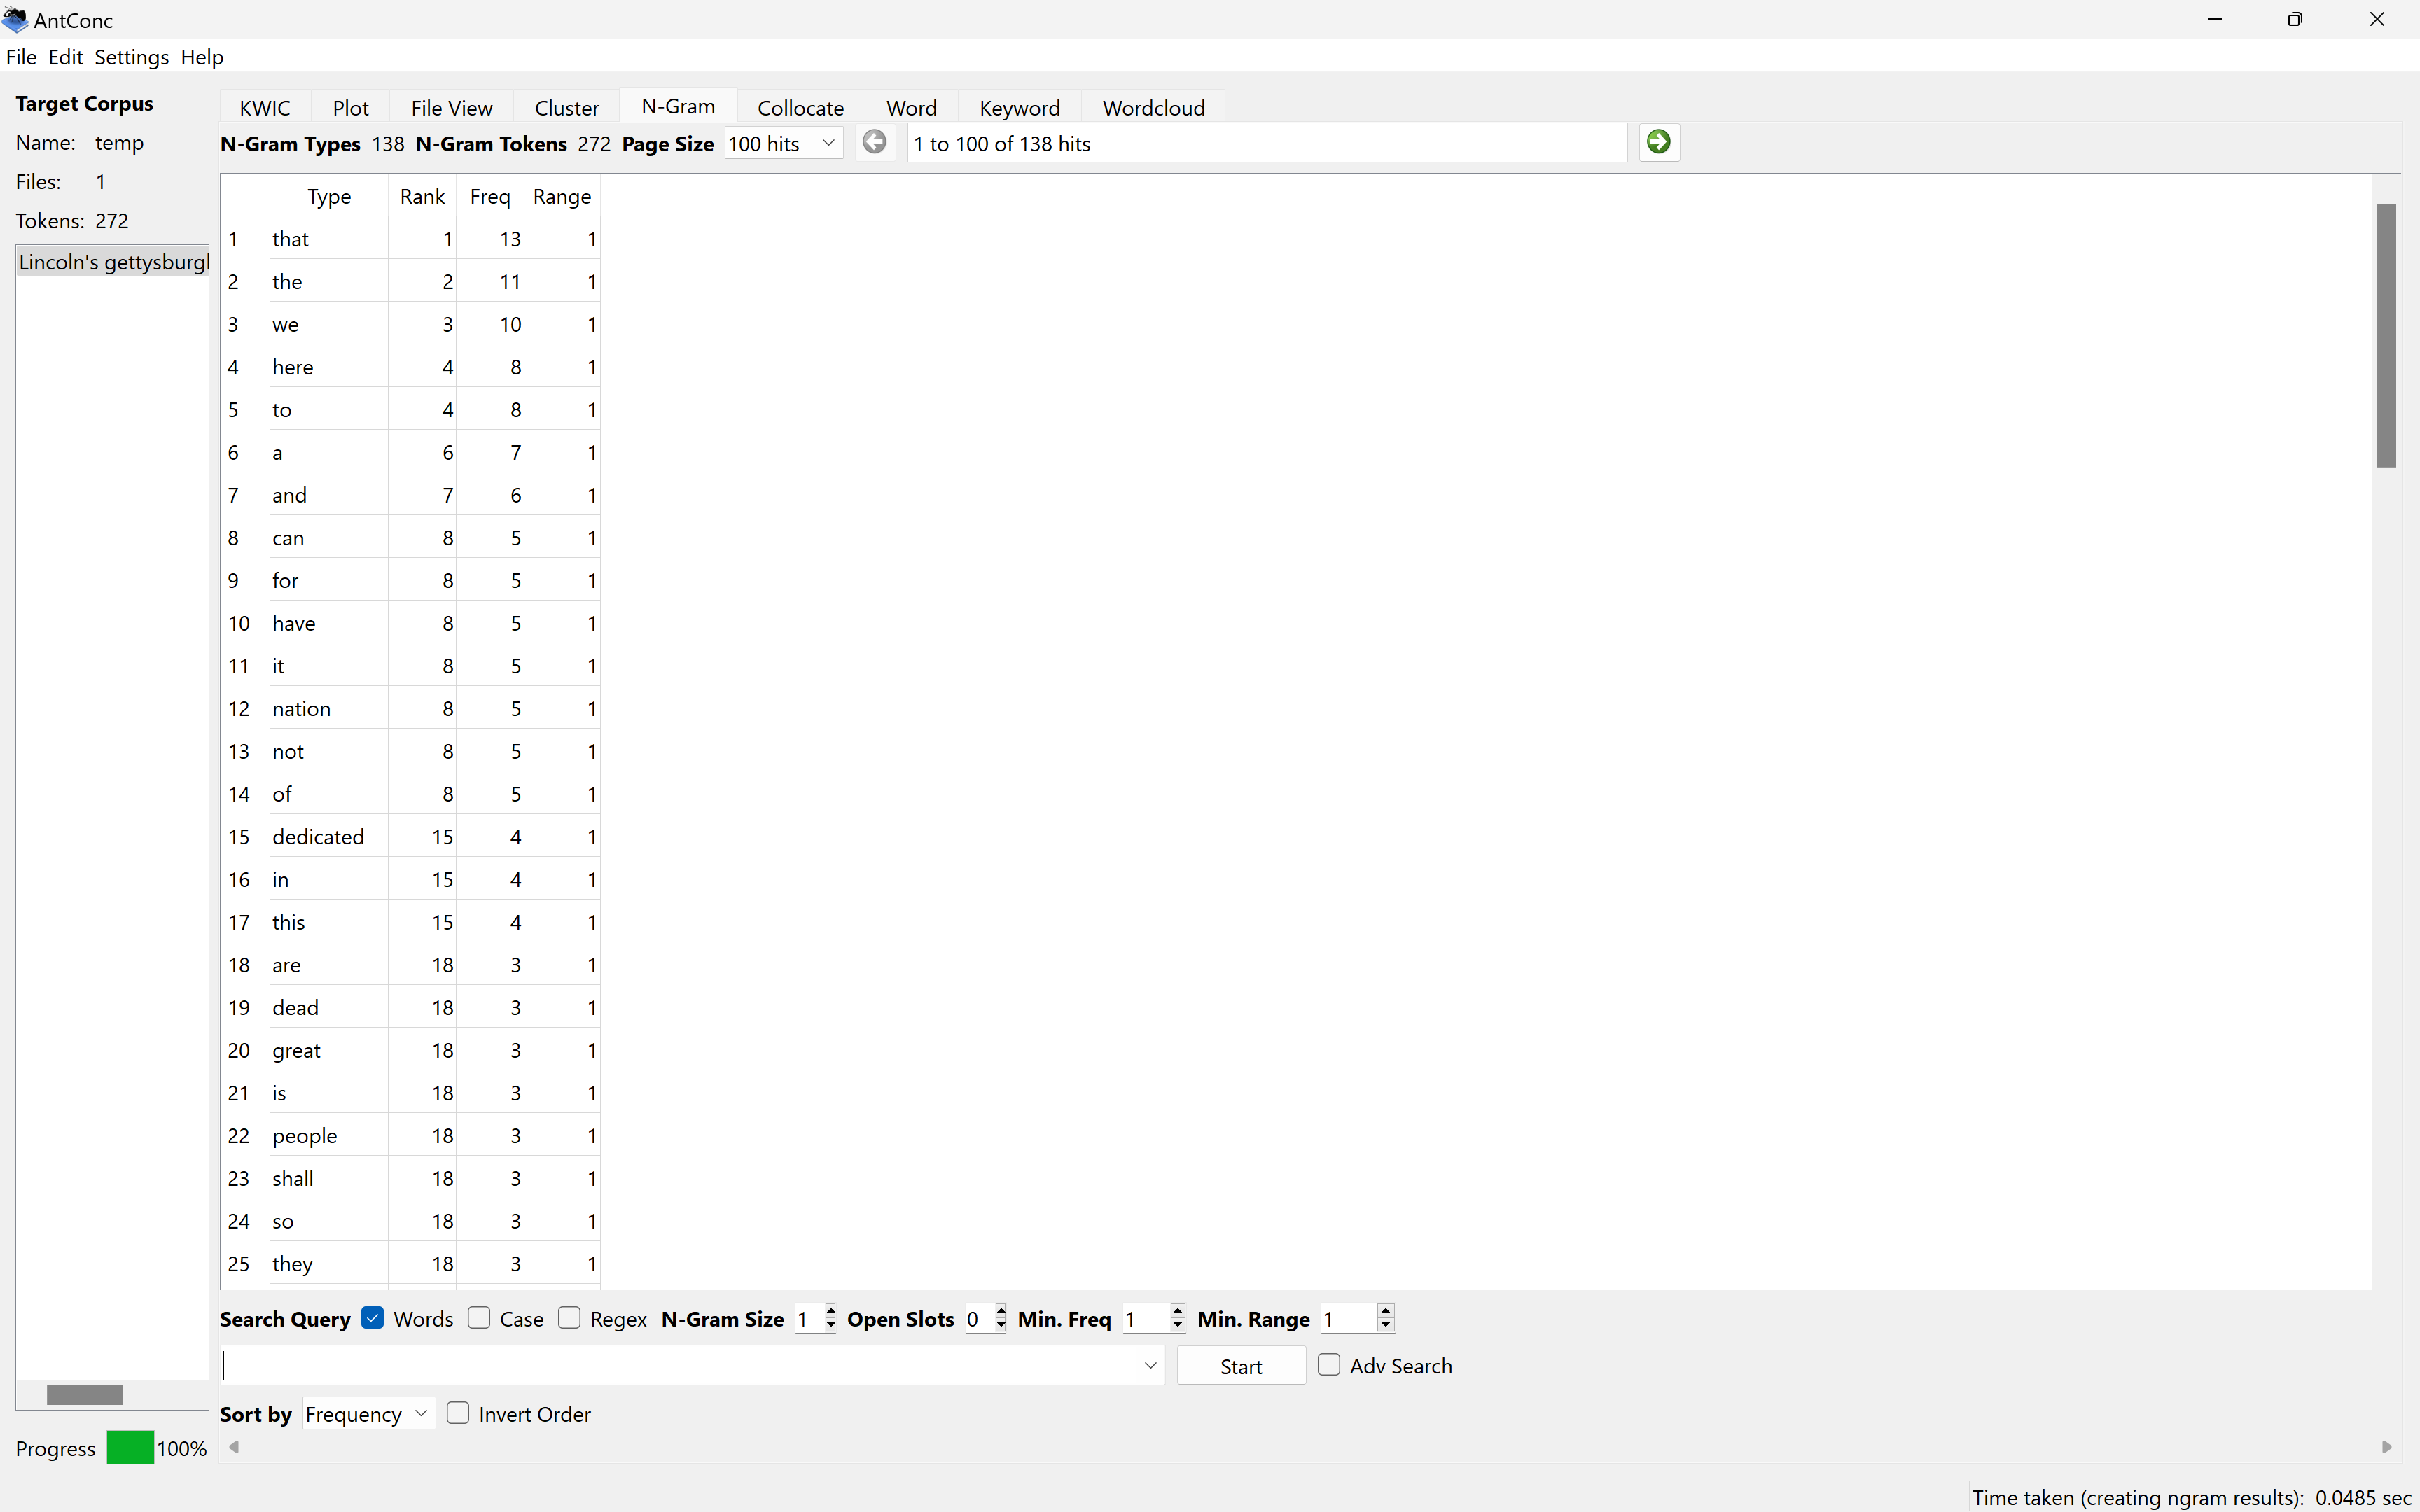 AntConc
File Edit Settings Help
Target Corpus
Name: temp
Files: 1
Tokens: 272
Lincoln's gettysburgl
KWIC Plot File View Cluster N-Gram Collocate Word Keyword Wordcloud
N-Gram Types 138 N-Gram Tokens 272 Page Size 100 hits 1 to 100 of 138 hits
Type Rank Freq Range
1 that 1 13 1
2 the 2 11 1
3 we 3 10 1
4 here 4 8 1
5 to 4 8 1
6 a 6 7 1
7 and 7 6 1
8 can 8 5 1
9 for 8 5 1
10 have 8 5 1
11 it 8 5 1
12 nation 8 5 1
13 not 8 5 1
14 of 8 5 1
15 dedicated 15 4 1
16 in 15 4 1
17 this 15 4 1
18 are 18 3 1
19 dead 18 3 1
20 great 18 3 1
21 is 18 3 1
22 people 18 3 1
23 shall 18 3 1
24 so 18 3 1
25 they 18 3 1
Search Query Words Case Regex N-Gram Size 1 Open Slots 0 Min. Freq 1 Min. Range 1
Start Adv Search
Sort by Frequency Invert Order
Progress 100%
Time taken (creating ngram results): 0.0485 sec